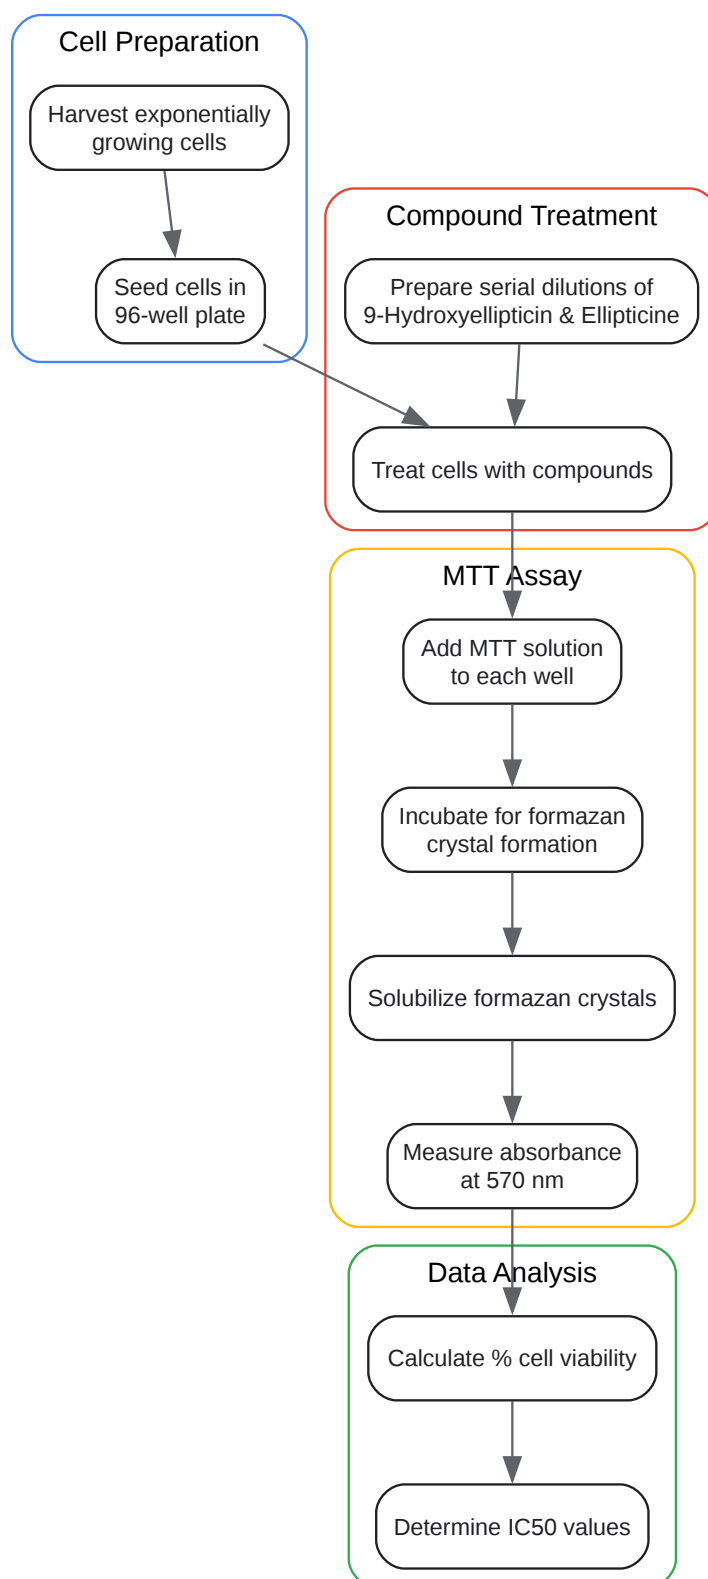 Cell Preparation
Harvest exponentially
growing cells
Seed cells in
96-well plate
Compound Treatment
Prepare serial dilutions of
9-Hydroxyellipticin & Ellipticine
Treat cells with compounds
MTT Assay
Add MTT solution
to each well
Incubate for formazan
crystal formation
Solubilize formazan crystals
Measure absorbance
at 570 nm
Data Analysis
Calculate % cell viability
Determine IC50 values